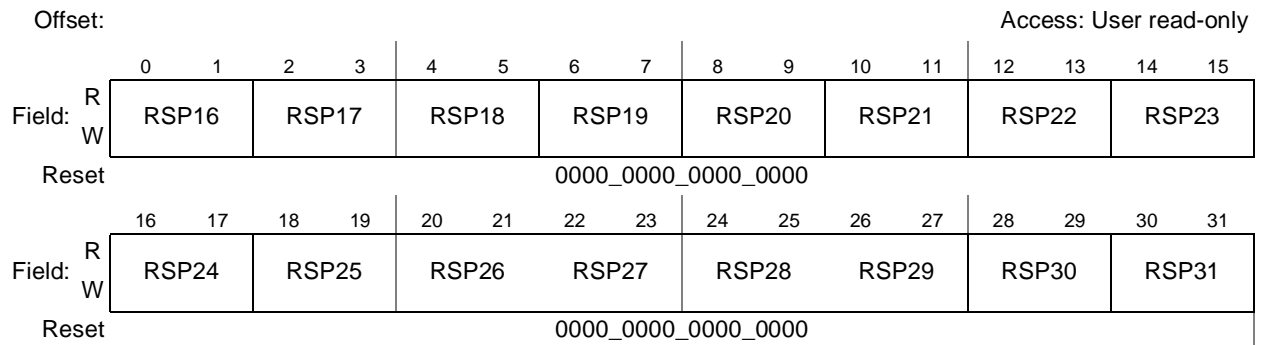 Offset: Access: User read-only
0 1 2 3 4 5 6 7 8 9 10 11 12 13 14 15
Field: R W RSP16 RSP17 RSP18 RSP19 RSP20 RSP21 RSP22 RSP23
Reset 0000_0000_0000_0000
16 17 18 19 20 21 22 23 24 25 26 27 28 29 30 31
Field: R W RSP24 RSP25 RSP26 RSP27 RSP28 RSP29 RSP30 RSP31
Reset 0000_0000_0000_0000